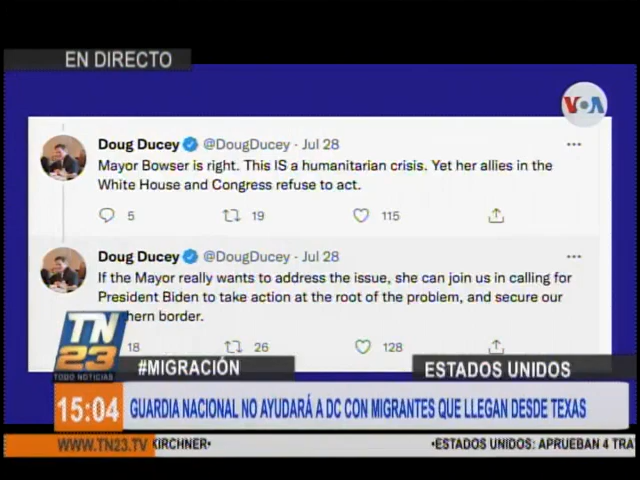 EN DIRECTO
VOA
Doug Ducey @DougDucey · Jul 28
Mayor Bowser is right. This IS a humanitarian crisis. Yet her allies in the
White House and Congress refuse to act.
5 19 115
Doug Ducey @DougDucey · Jul 28
If the Mayor really wants to address the issue, she can join us in calling for
President Biden to take action at the root of the problem, and secure our
hern border.
18 26 128
TN
23
TODO NOTICIAS
#MIGRACIÓN
ESTADOS UNIDOS
15:04
GUARDIA NACIONAL NO AYUDARÁ A DC CON MIGRANTES QUE LLEGAN DESDE TEXAS
WWW.TN23.TV
KIRCHNER• •ESTADOS UNIDOS: APRUEBAN 4 TRA